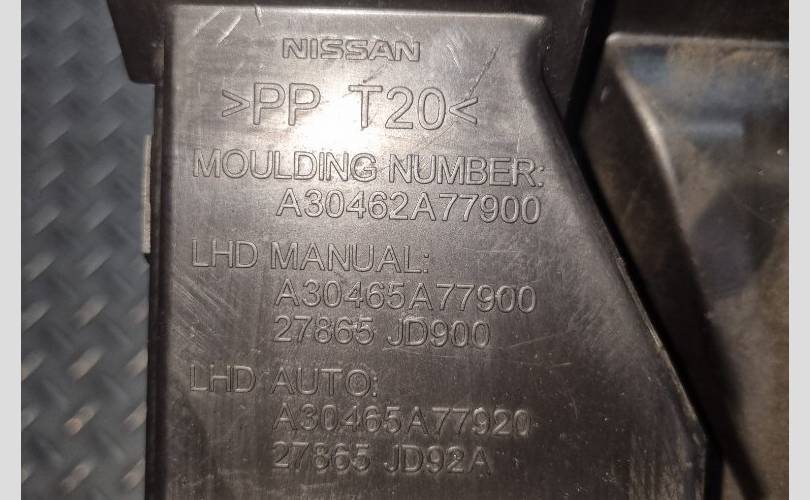 NISSAN
>PP T20<
MOULDING NUMBER:
A30462A77900
LHD MANUAL:
A30465A77900
27865 JD900
LHD AUTO:
A30465A77920
27865 JD92A